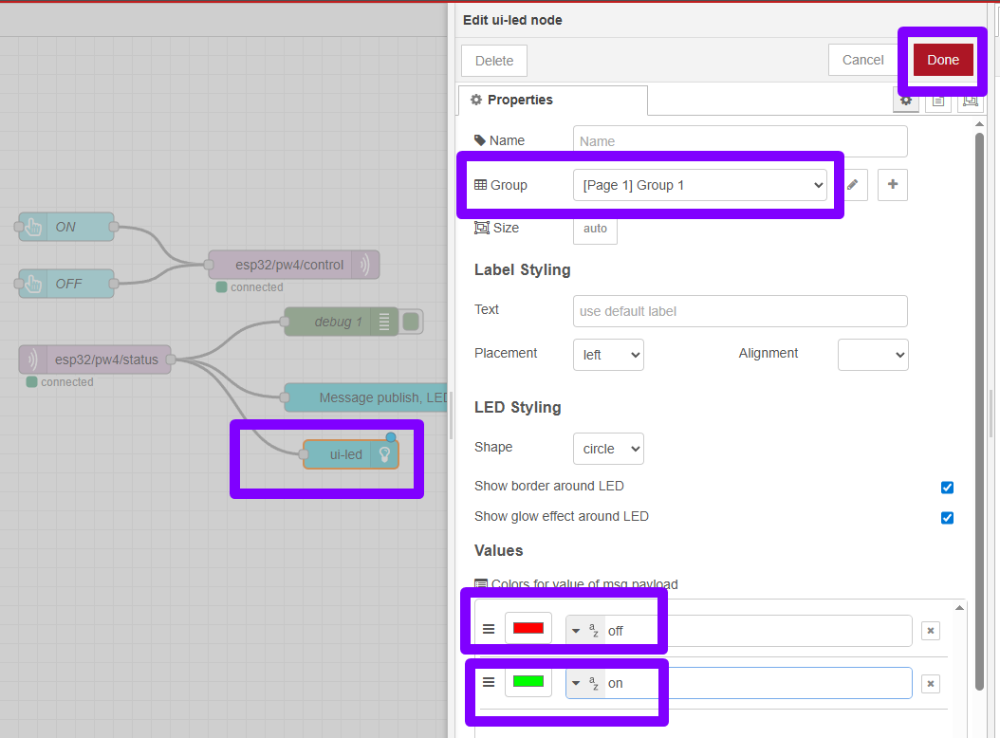 Edit ui-led node
Delete
Cancel
Done
Properties
Name
Name
Group
[Page 1] Group 1
Size
auto
Label Styling
Text
use default label
Placement
left
Alignment
LED Styling
Shape
circle
Show border around LED
Show glow effect around LED
Values
Colors for value of msg.payload
a z off
a z on
ON
OFF
esp32/pw4/control
connected
debug 1
esp32/pw4/status
connected
Message publish, LED
ui-led